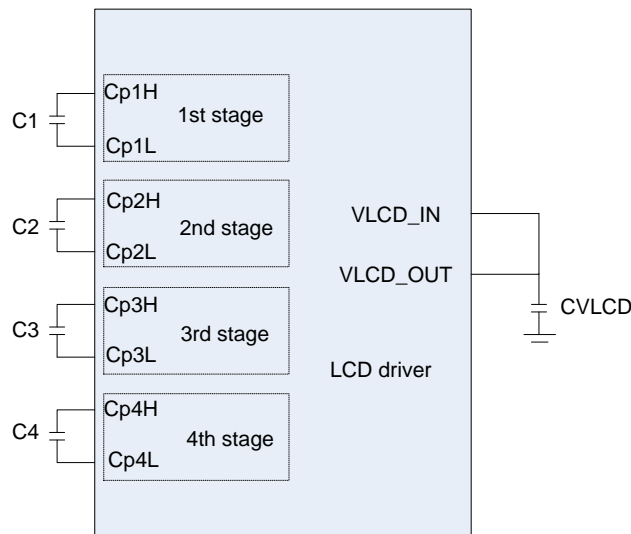 Cp1H
C1
1st stage
Cp1L
Cp2H
C2
2nd stage
Cp2L
VLCD_IN
VLCD_OUT
Cp3H
C3
3rd stage
Cp3L
CVLCD
LCD driver
Cp4H
C4
4th stage
Cp4L